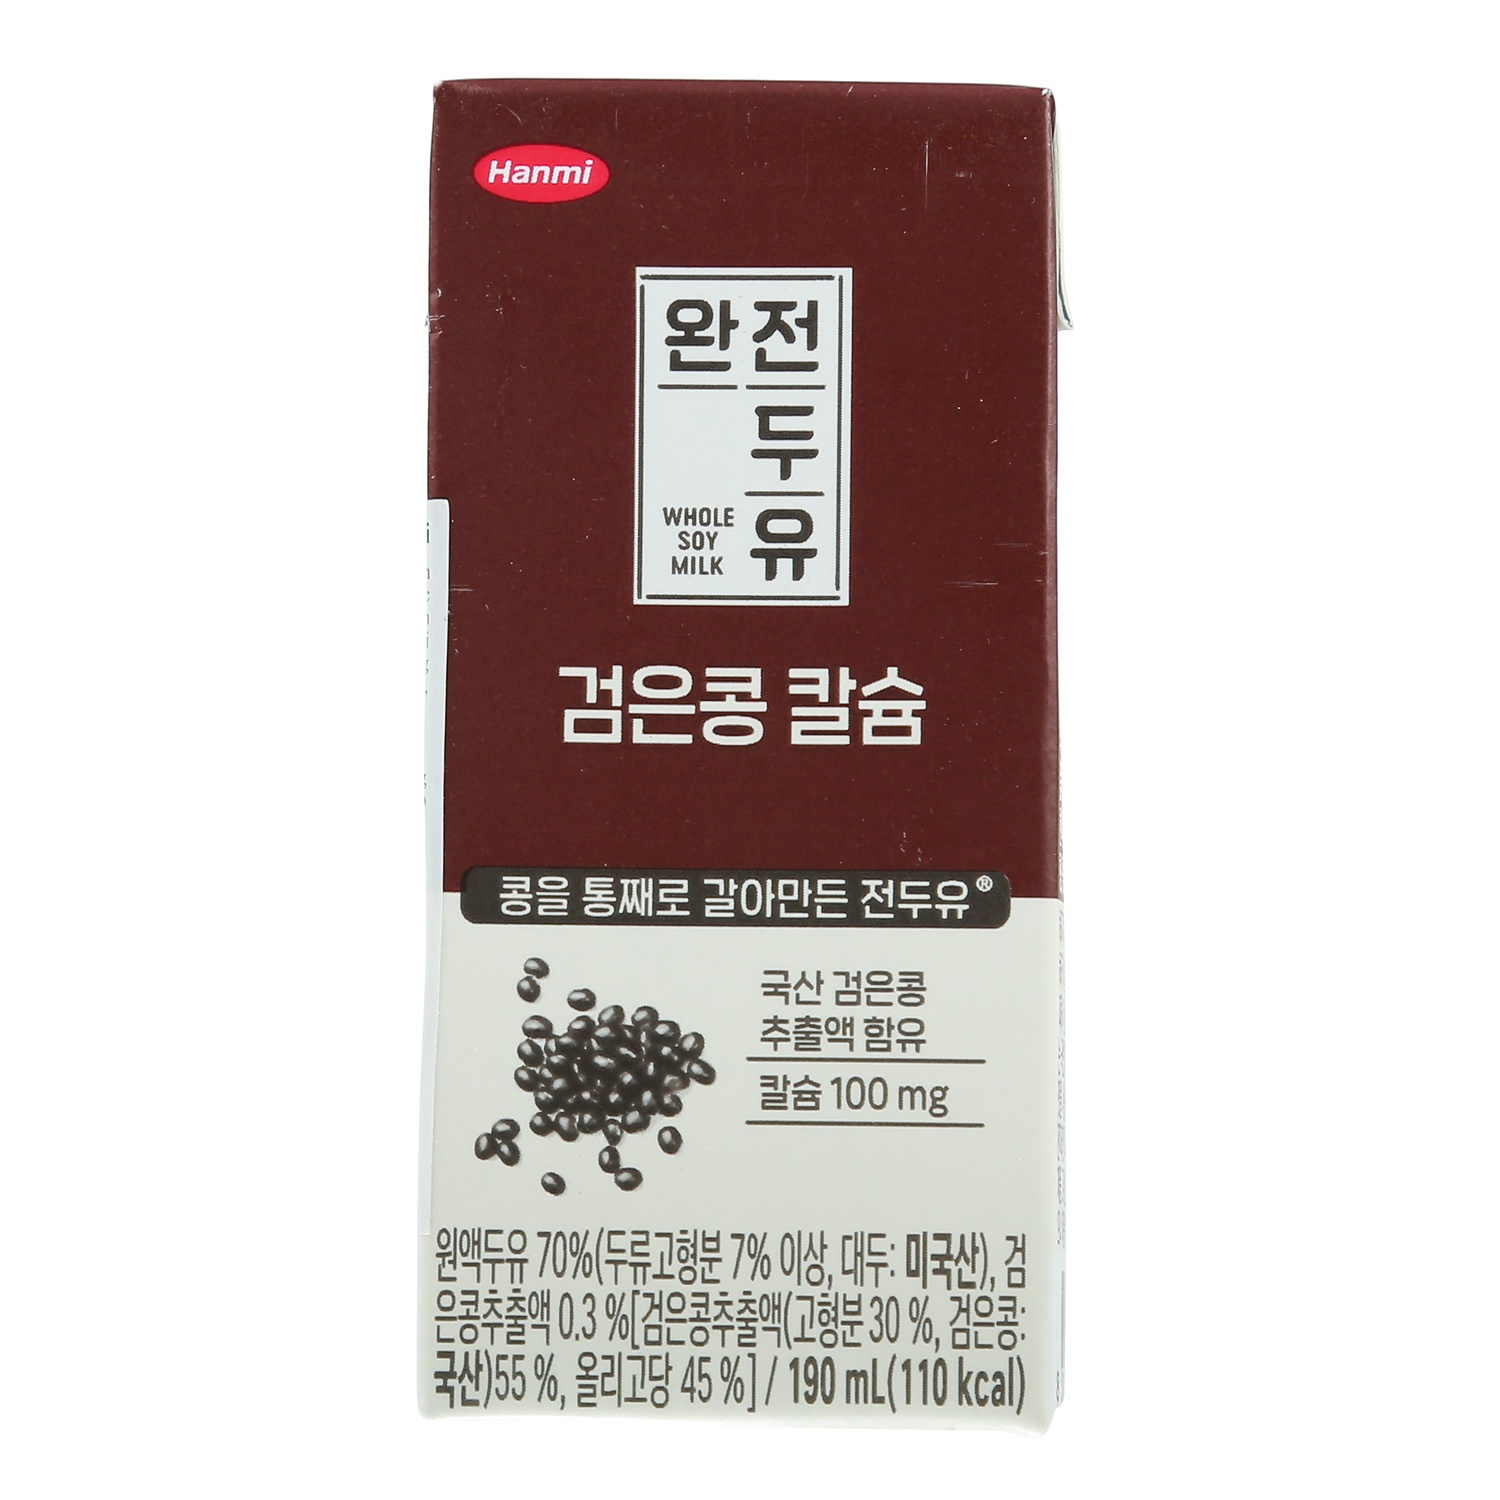 Hanmi
완전두유
WHOLE
SOY
MILK
검은콩 칼슘
콩을 통째로 갈아만든 전두유®
국산 검은콩
추출액 함유
칼슘 100 mg
원액두유 70%(두류고형분 7% 이상, 대두: 미국산), 검
은콩추출액 0.3 %[검은콩추출액(고형분 30 %, 검은콩:
국산)55 %, 올리고당 45 %] / 190 mL(110 kcal)